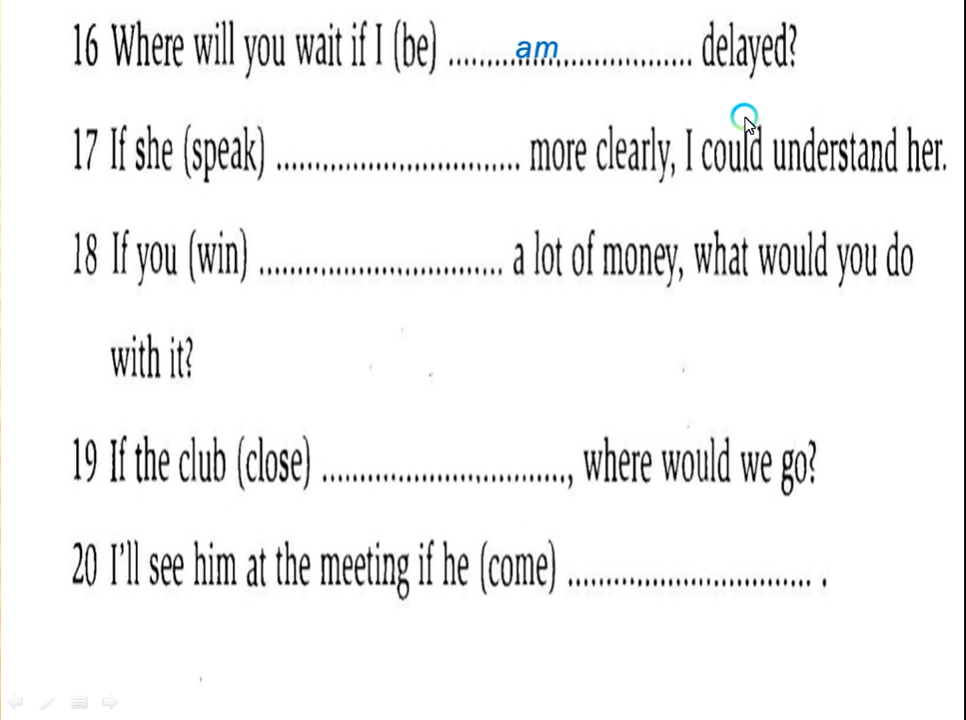 16 Where will you wait if I (be) .......am.................... delayed?
17 If she (speak) ................................ more clearly, I could understand her.
18 If you (win) ................................ a lot of money, what would you do
with it?
19 If the club (close) ................................, where would we go?
20 I'll see him at the meeting if he (come) ................................ .